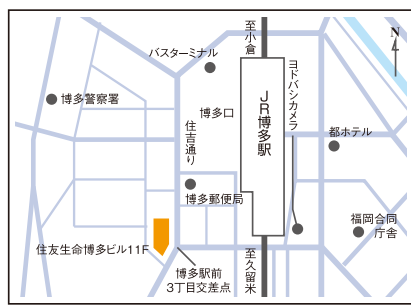 至小倉
N
バスターミナル
ヨドバシカメラ
博多警察署
博多口
JR博多駅
住吉通り
都ホテル
博多郵便局
福岡合同
庁舎
住友生命博多ビル11F
至久留米
博多駅前
3丁目交差点